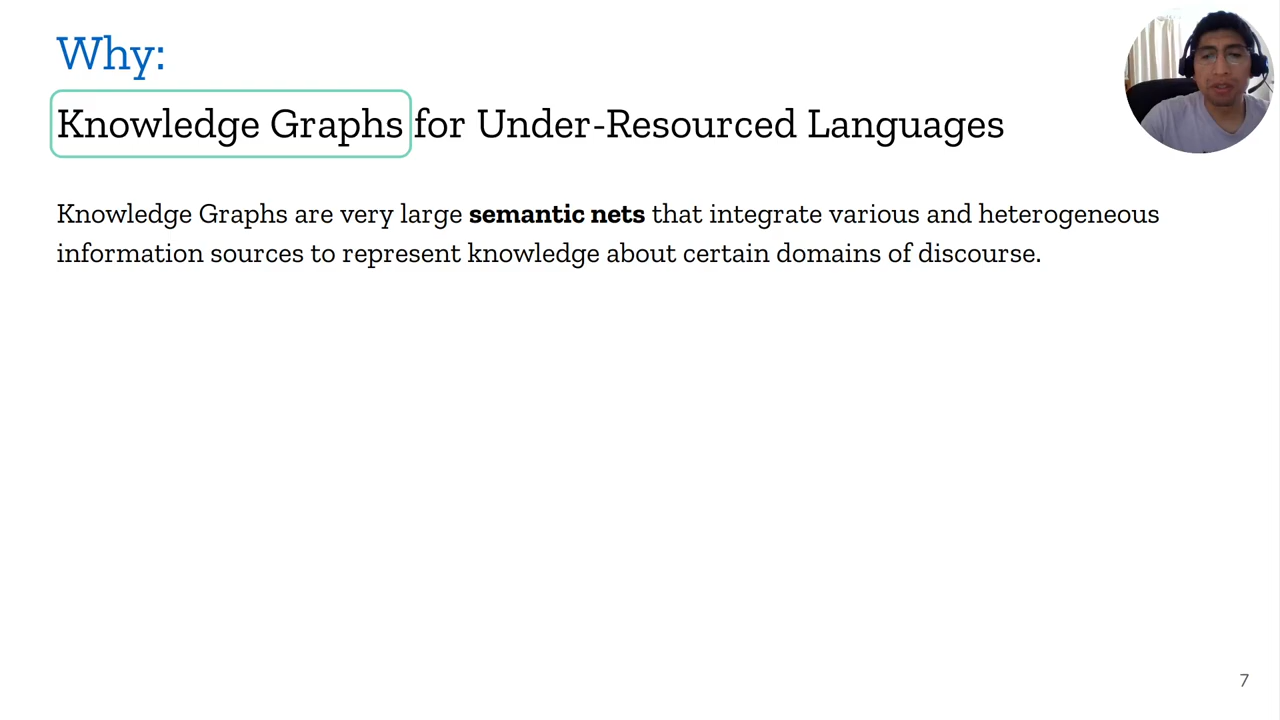 Why:
Knowledge Graphs for Under-Resourced Languages
Knowledge Graphs are very large semantic nets that integrate various and heterogeneous
information sources to represent knowledge about certain domains of discourse.
7